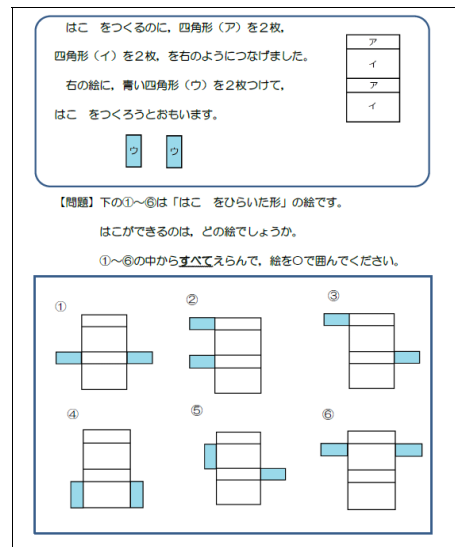 はこ をつくるのに，四角形（ア）を２枚，
四角形（イ）を２枚，を右のようにつなげました。
右の絵に，青い四角形（ウ）を２枚つけて，
はこ をつくろうとおもいます。
ア
イ
ア
イ
ウ ウ
【問題】下の①～⑥は「はこ をひらいた形」の絵です。
はこができるのは，どの絵でしょうか。
①～⑥の中からすべてえらんで，絵を○で囲んでください。
① ② ③
④ ⑤ ⑥